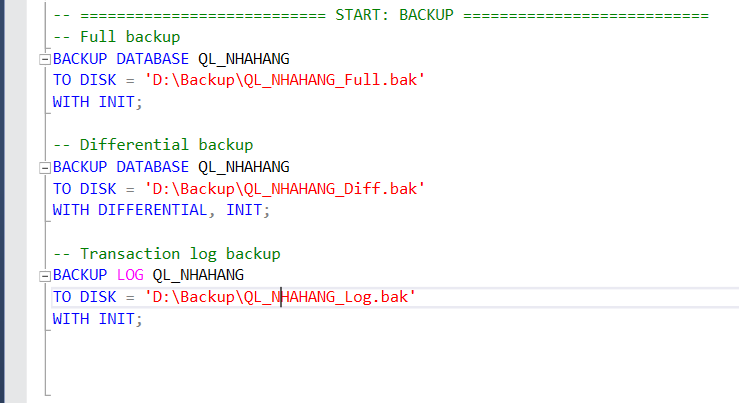 -- =========================== START: BACKUP ===========================
-- Full backup
BACKUP DATABASE QL_NHAHANG
TO DISK = 'D:\Backup\QL_NHAHANG_Full.bak'
WITH INIT;
-- Differential backup
BACKUP DATABASE QL_NHAHANG
TO DISK = 'D:\Backup\QL_NHAHANG_Diff.bak'
WITH DIFFERENTIAL, INIT;
-- Transaction log backup
BACKUP LOG QL_NHAHANG
TO DISK = 'D:\Backup\QL_NHAHANG_Log.bak'
WITH INIT;